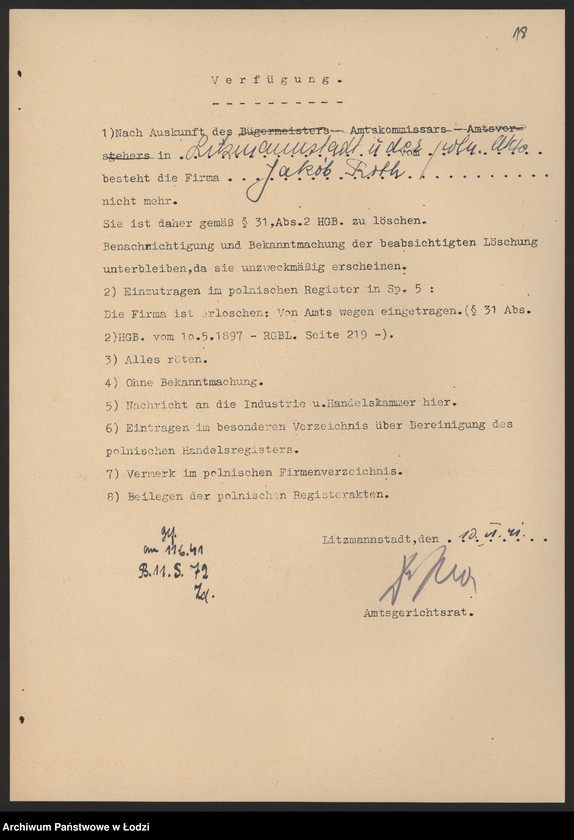 18
Verfügung.
----------
1)Nach Auskunft des Bügermeisters- Amtskommissars - Amtsvor-
stehers in Litzmannstadt u der vom poln. Akte
besteht die Firma . . . Jakób Roth . . . . . . . . . .
nicht mehr.
Sie ist daher gemäß § 31,Abs.2 HGB. zu löschen.
Benachrichtigung und Bekanntmachung der beabsichtigten Löschung
unterbleiben,da sie unzweckmäßig erscheinen.
2) Einzutragen im polnischen Register in Sp. 5 :
Die Firma ist erloschen: Von Amts wegen eingetragen.(§ 31 Abs.
2)HGB. vom 1o.5.1897 - RGBL. Seite 219 -).
3) Alles röten.
4) Ohne Bekanntmachung.
5) Nachricht an die Industrie u.Handelskammer hier.
6) Eintragen im besonderen Verzeichnis über Bereinigung des
polnischen Handelsregisters.
7) Vermerk im polnischen Firmenverzeichnis.
8) Beilegen der polnischen Registerakten.
Litzmannstadt,den . 10. VI. 41. . .
gef.
am 11.6.41
B.11. S. 72
Amtsgerichtsrat.
Archiwum Państwowe w Łodzi